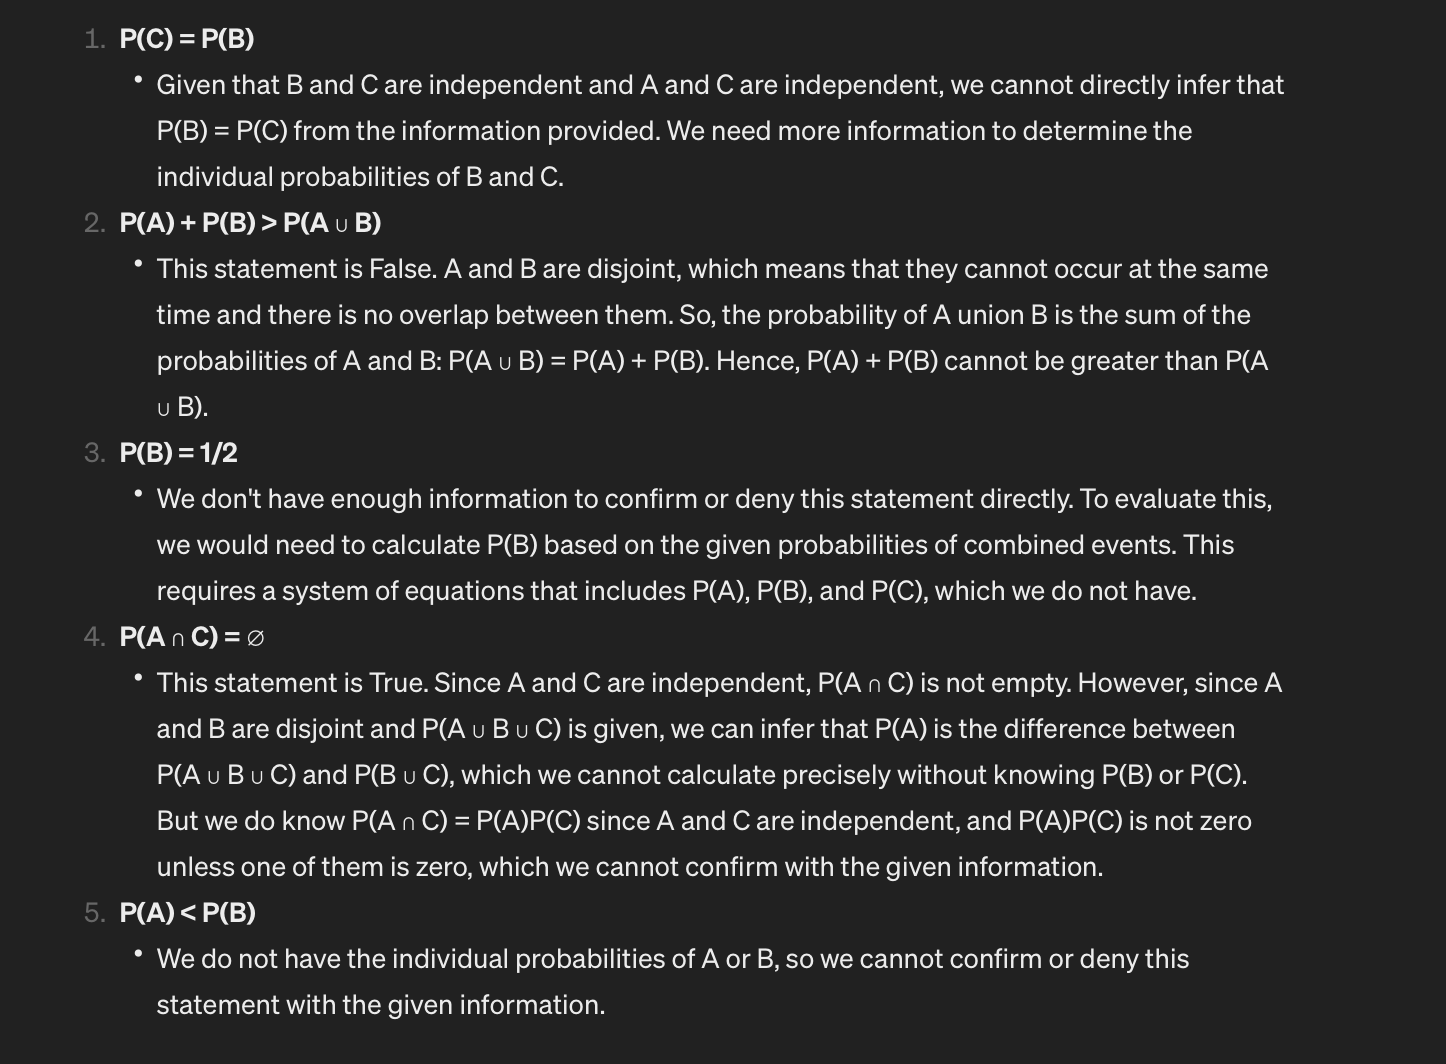 1. P(C) = P(B)
• Given that B and C are independent and A and C are independent, we cannot directly infer that
P(B) = P(C) from the information provided. We need more information to determine the
individual probabilities of B and C.
2. P(A) + P(B) > P(A ∪ B)
• This statement is False. A and B are disjoint, which means that they cannot occur at the same
time and there is no overlap between them. So, the probability of A union B is the sum of the
probabilities of A and B: P(A ∪ B) = P(A) + P(B). Hence, P(A) + P(B) cannot be greater than P(A
∪ B).
3. P(B) = 1/2
• We don't have enough information to confirm or deny this statement directly. To evaluate this,
we would need to calculate P(B) based on the given probabilities of combined events. This
requires a system of equations that includes P(A), P(B), and P(C), which we do not have.
4. P(A ∩ C) = ∅
• This statement is True. Since A and C are independent, P(A ∩ C) is not empty. However, since A
and B are disjoint and P(A ∪ B ∪ C) is given, we can infer that P(A) is the difference between
P(A ∪ B ∪ C) and P(B ∪ C), which we cannot calculate precisely without knowing P(B) or P(C).
But we do know P(A ∩ C) = P(A)P(C) since A and C are independent, and P(A)P(C) is not zero
unless one of them is zero, which we cannot confirm with the given information.
5. P(A) < P(B)
• We do not have the individual probabilities of A or B, so we cannot confirm or deny this
statement with the given information.